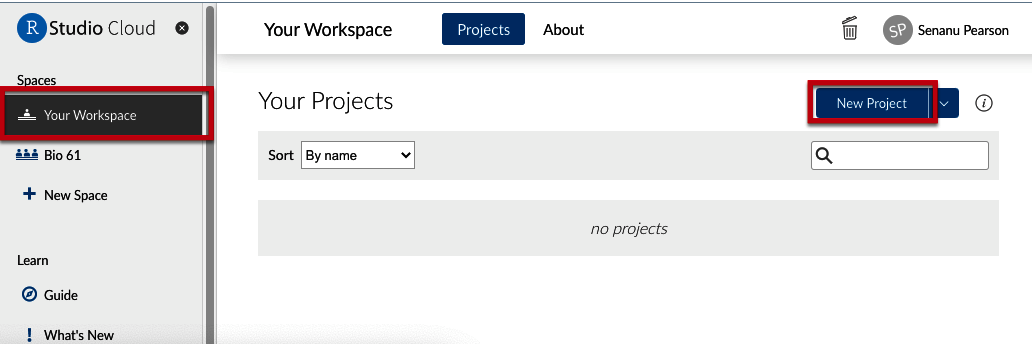 R Studio Cloud
Your Workspace
Projects
About
SP
Senanu Pearson
Spaces
Your Workspace
Bio 61
New Space
Learn
Guide
What's New
Your Projects
New Project
Sort
By name
no projects